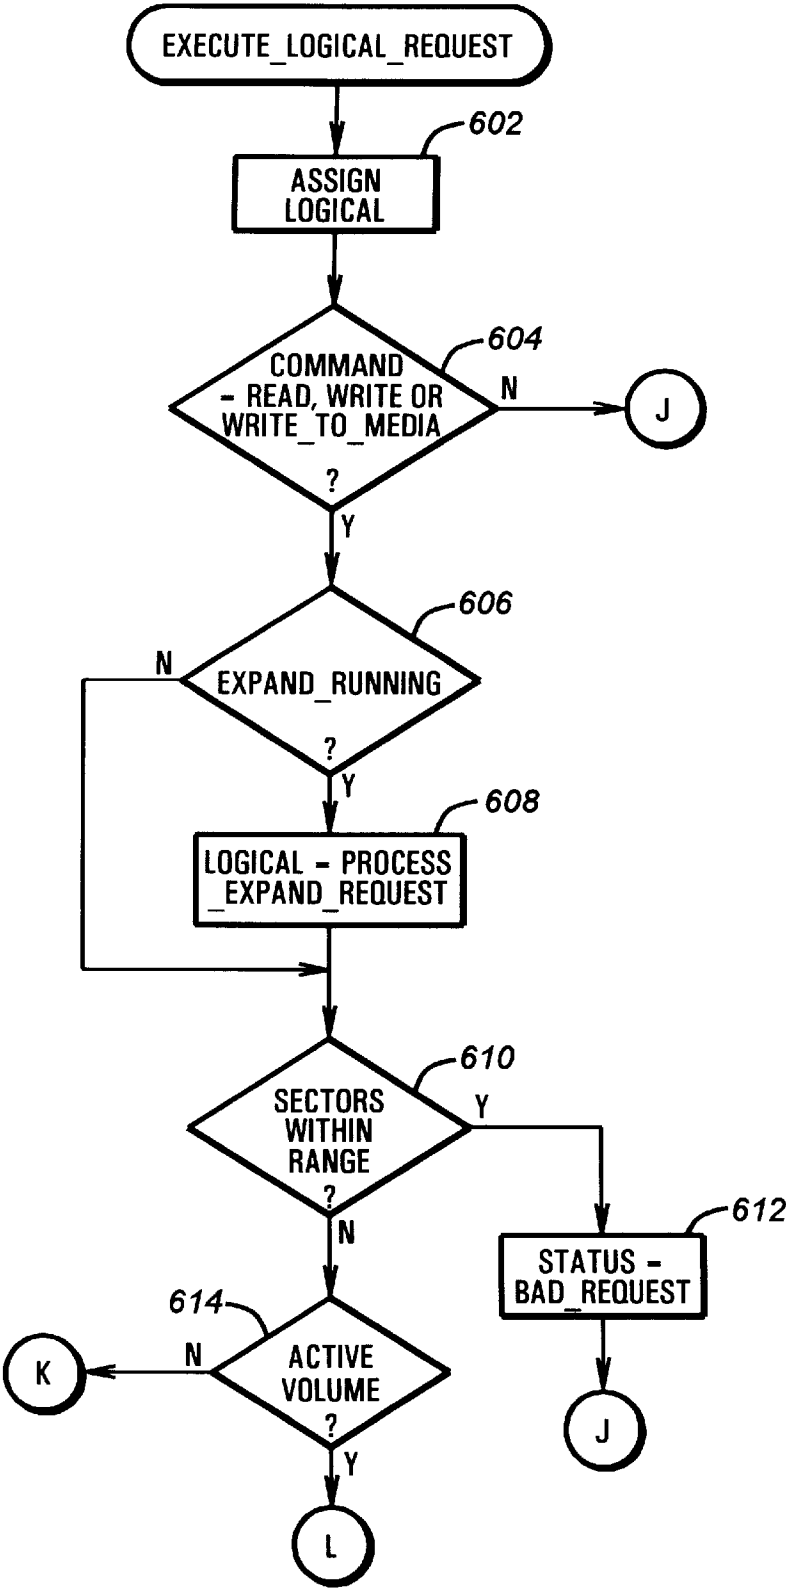 EXECUTE_LOGICAL_REQUEST
602
ASSIGN
LOGICAL
604
COMMAND
= READ, WRITE OR
WRITE_TO_MEDIA
?
N
J
Y
606
N
EXPAND_RUNNING
?
Y
608
LOGICAL = PROCESS
_EXPAND_REQUEST
610
SECTORS
WITHIN
RANGE
?
Y
N
612
STATUS =
BAD_REQUEST
614
ACTIVE
VOLUME
?
N
K
J
Y
L